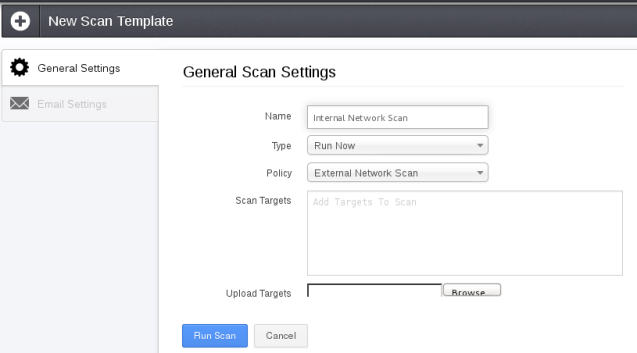 New Scan Template
General Settings
Email Settings
General Scan Settings
Name Internal Network Scan
Type Run Now
Policy External Network Scan
Scan Targets Add Targets To Scan
Upload Targets Browse
Run Scan Cancel